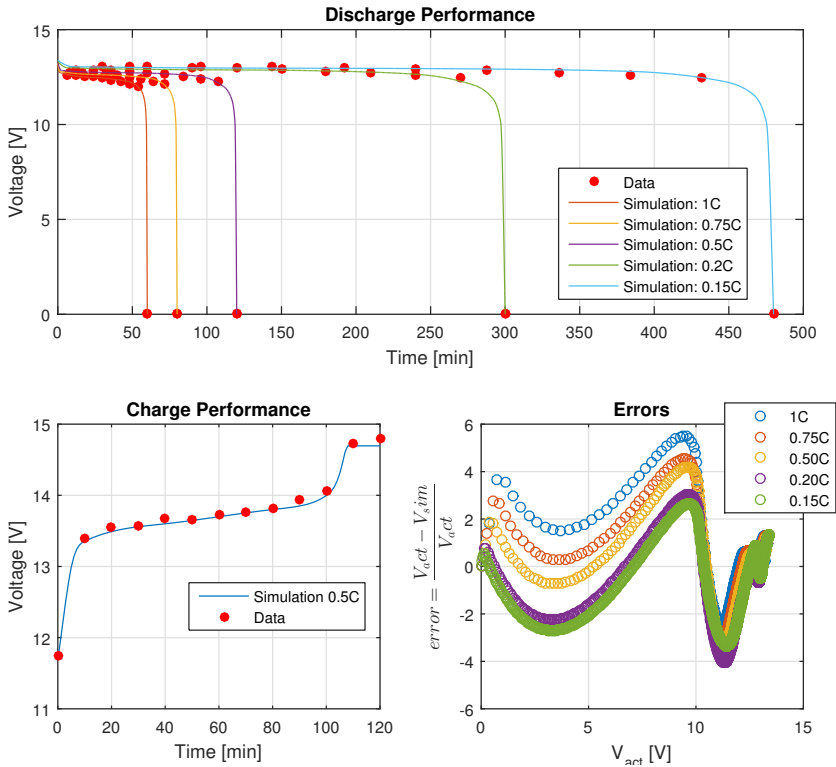 Discharge Performance
15
10
5
0
Voltage [V]
Data
Simulation: 1C
Simulation: 0.75C
Simulation: 0.5C
Simulation: 0.2C
Simulation: 0.15C
0 50 100 150 200 250 300 350 400 450 500
Time [min]
Charge Performance
15
14
13
12
11
Voltage [V]
Simulation 0.5C
Data
0 20 40 60 80 100 120
Time [min]
Errors
6
4
2
0
-2
-4
-6
error = V_act − V_sim / V_act
1C
0.75C
0.50C
0.20C
0.15C
0 5 10 15
V_act [V]